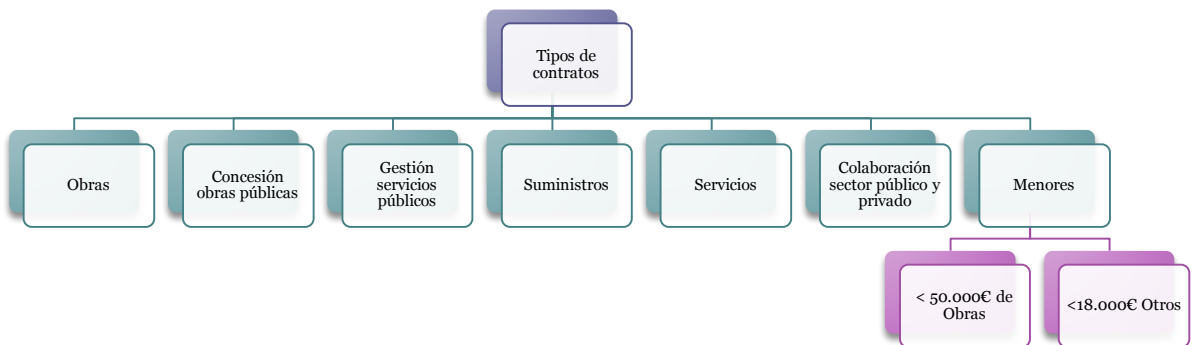 Tipos de
contratos
Obras
Concesión
obras públicas
Gestión
servicios
públicos
Suministros
Servicios
Colaboración
sector público y
privado
Menores
< 50.000€ de
Obras
<18.000€ Otros